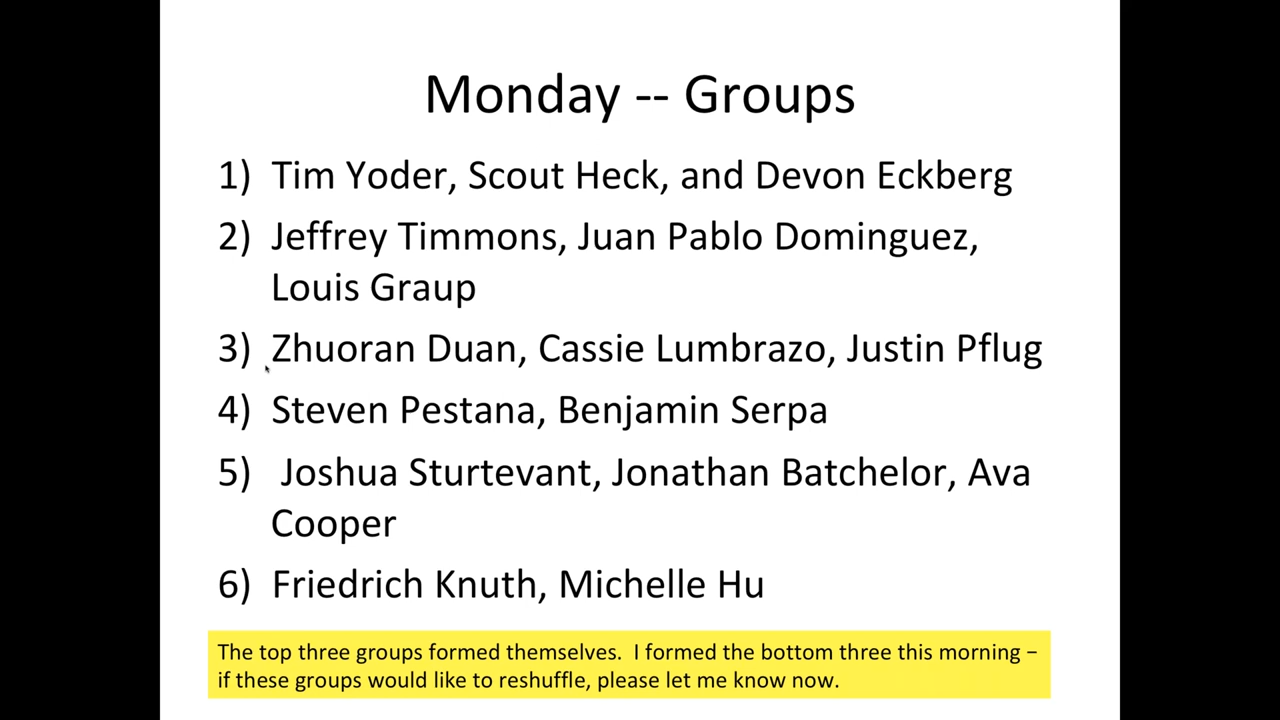 Monday -- Groups
1) Tim Yoder, Scout Heck, and Devon Eckberg
2) Jeffrey Timmons, Juan Pablo Dominguez,
Louis Graup
3) Zhuoran Duan, Cassie Lumbrazo, Justin Pflug
4) Steven Pestana, Benjamin Serpa
5) Joshua Sturtevant, Jonathan Batchelor, Ava
Cooper
6) Friedrich Knuth, Michelle Hu
The top three groups formed themselves. I formed the bottom three this morning –
if these groups would like to reshuffle, please let me know now.